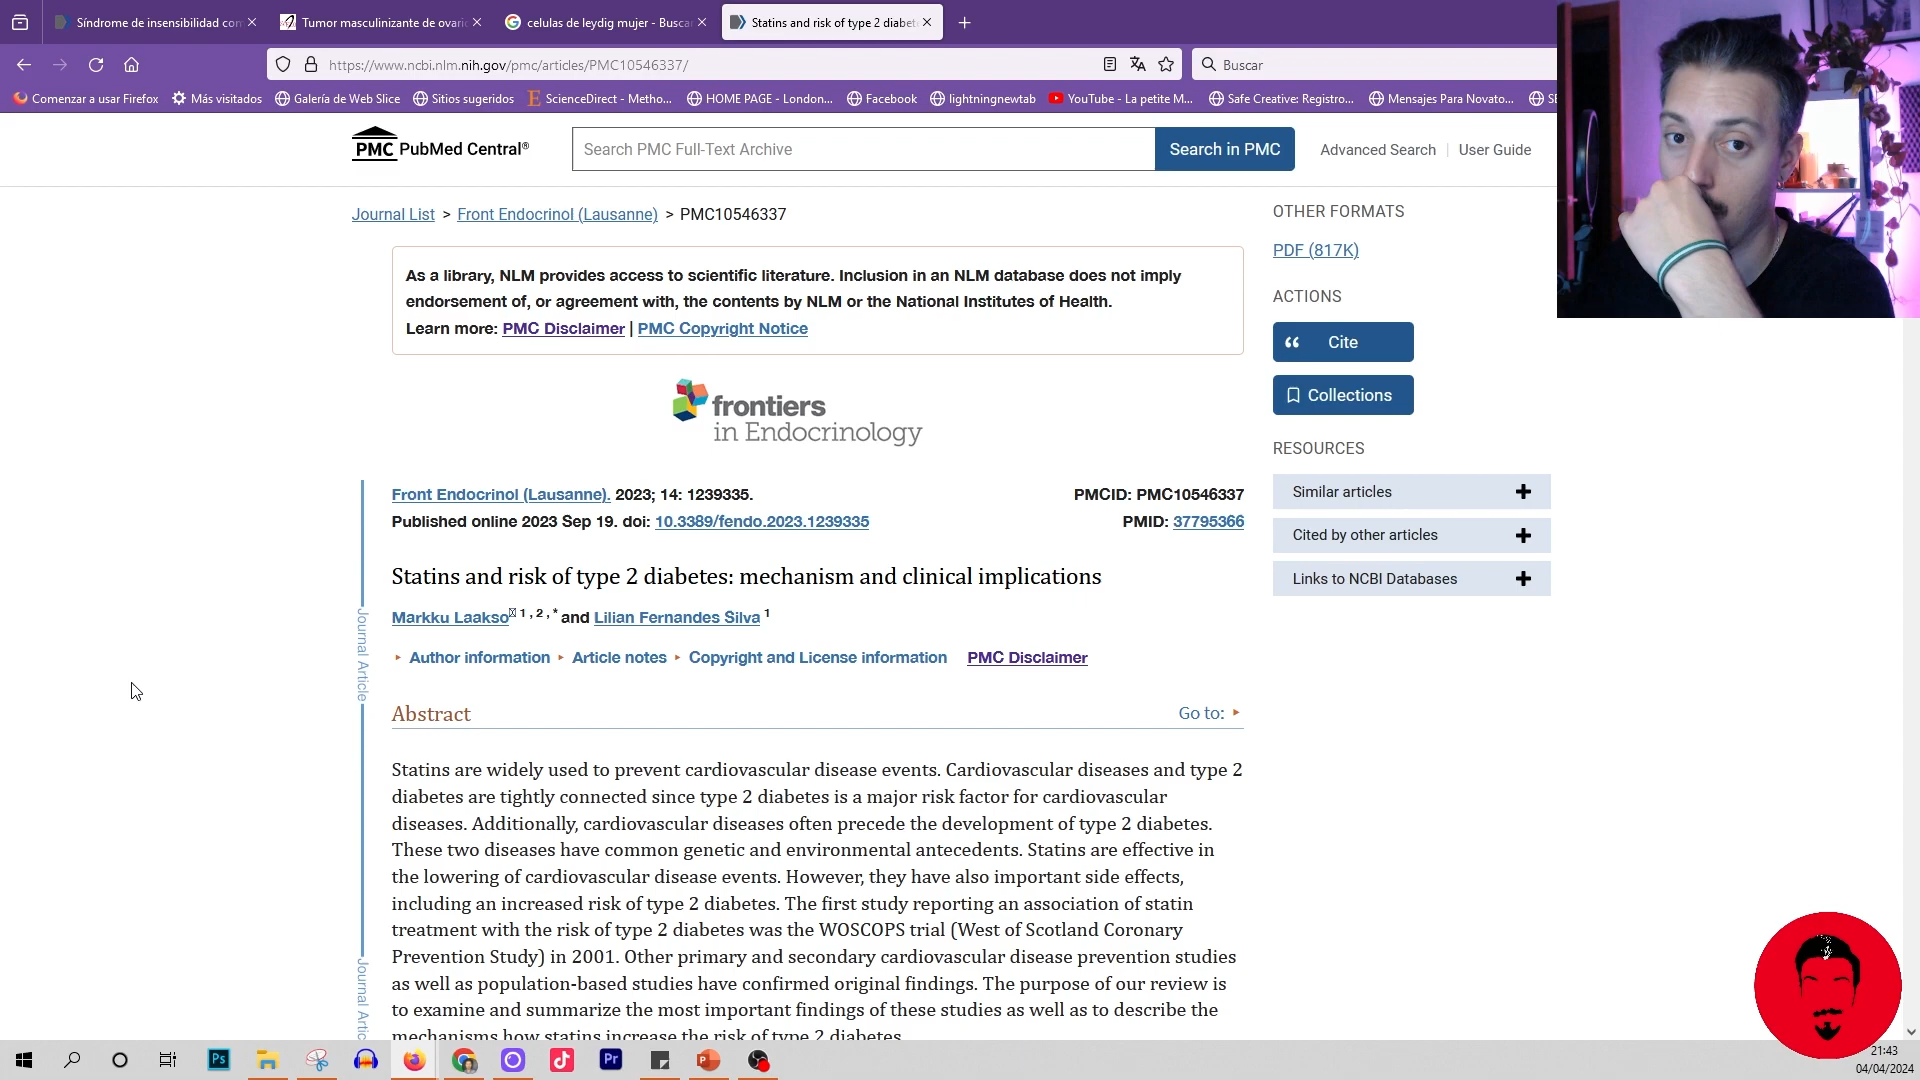 Síndrome de insensibilidad con
Tumor masculinizante de ovario
celulas de leydig mujer - Busca
Statins and risk of type 2 diabet
https://www.ncbi.nlm.nih.gov/pmc/articles/PMC10546337/
Buscar
Comenzar a usar Firefox
Más visitados
Galería de Web Slice
Sitios sugeridos
ScienceDirect - Metho...
HOME PAGE - London...
Facebook
lightningnewtab
YouTube - La petite M...
Safe Creative: Registro...
Mensajes Para Novato...
PMC PubMed Central®
Search PMC Full-Text Archive
Search in PMC
Advanced Search
User Guide
Journal List > Front Endocrinol (Lausanne) > PMC10546337
As a library, NLM provides access to scientific literature. Inclusion in an NLM database does not imply
endorsement of, or agreement with, the contents by NLM or the National Institutes of Health.
Learn more: PMC Disclaimer | PMC Copyright Notice
frontiers
in Endocrinology
Front Endocrinol (Lausanne). 2023; 14: 1239335.
PMCID: PMC10546337
Published online 2023 Sep 19. doi: 10.3389/fendo.2023.1239335
PMID: 37795366
Statins and risk of type 2 diabetes: mechanism and clinical implications
Markku Laakso 1 , 2 , * and Lilian Fernandes Silva 1
Author information
Article notes
Copyright and License information
PMC Disclaimer
Abstract
Go to:
Statins are widely used to prevent cardiovascular disease events. Cardiovascular diseases and type 2
diabetes are tightly connected since type 2 diabetes is a major risk factor for cardiovascular
diseases. Additionally, cardiovascular diseases often precede the development of type 2 diabetes.
These two diseases have common genetic and environmental antecedents. Statins are effective in
the lowering of cardiovascular disease events. However, they have also important side effects,
including an increased risk of type 2 diabetes. The first study reporting an association of statin
treatment with the risk of type 2 diabetes was the WOSCOPS trial (West of Scotland Coronary
Prevention Study) in 2001. Other primary and secondary cardiovascular disease prevention studies
as well as population-based studies have confirmed original findings. The purpose of our review is
to examine and summarize the most important findings of these studies as well as to describe the
mechanisms how statins increase the risk of type 2 diabetes.
Journal Article
Journal Artic
OTHER FORMATS
PDF (817K)
ACTIONS
Cite
Collections
RESOURCES
Similar articles
Cited by other articles
Links to NCBI Databases
Ps
Pr
21:43
04/04/2024